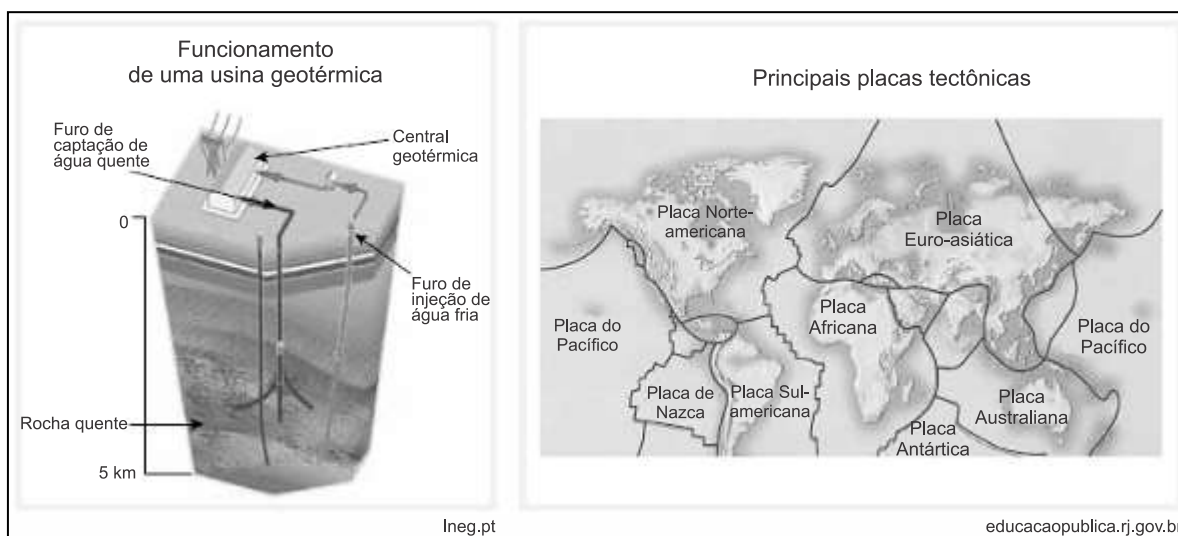 Funcionamento
de uma usina geotérmica
Furo de
captação de
água quente
Central
geotérmica
0
Furo de
injeção de
água fria
Rocha quente
5 km
lneg.pt
Principais placas tectônicas
Placa Norte-
americana
Placa
Euro-asiática
Placa do
Pacífico
Placa
Africana
Placa do
Pacífico
Placa de
Nazca
Placa Sul-
americana
Placa
Australiana
Placa
Antártica
educacaopublica.rj.gov.br